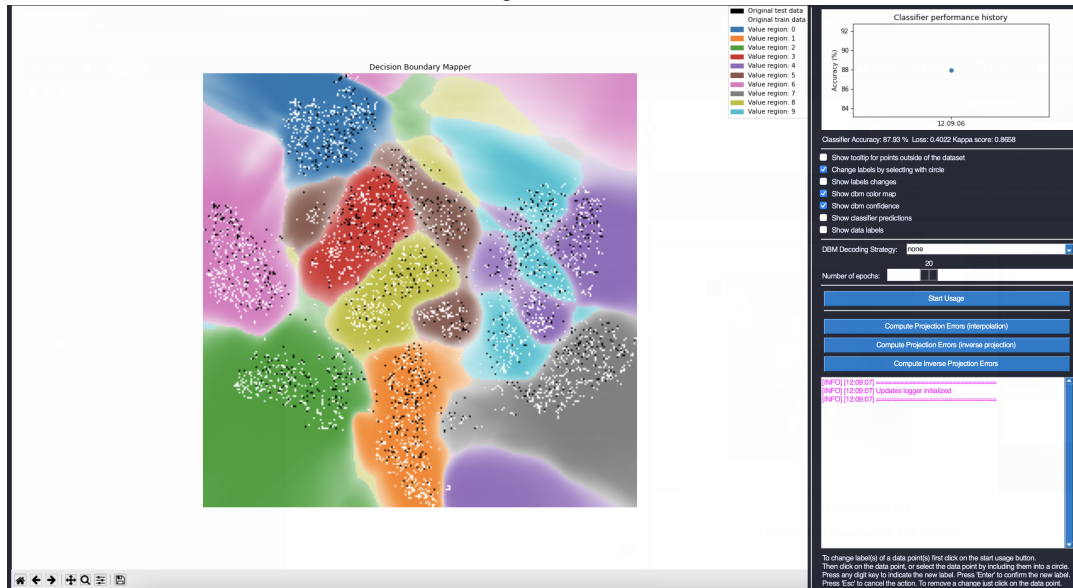 Original test data
Original train data
Value region: 0
Value region: 1
Value region: 2
Value region: 3
Value region: 4
Value region: 5
Value region: 6
Value region: 7
Value region: 8
Value region: 9
Decision Boundary Mapper
Classifier performance history
Accuracy (%)
92
90
88
86
84
12:09:06
Classifier Accuracy: 87.93 % Loss: 0.4022 Kappa score: 0.8658
Show tooltip for points outside of the dataset
Change labels by selecting with circle
Show labels changes
Show dbm color map
Show dbm confidence
Show classifier predictions
Show data labels
DBM Decoding Strategy: none
20
Number of epochs:
Start Usage
Compute Projection Errors (interpolation)
Compute Projection Errors (inverse projection)
Compute Inverse Projection Errors
[INFO] [12:09:07] ============================
[INFO] [12:09:07] Updates logger initialized
[INFO] [12:09:07] ============================
To change label(s) of a data point(s) first click on the start usage button.
Then click on the data point, or select the data point by including them into a circle.
Press any digit key to indicate the new label. Press 'Enter' to confirm the new label.
Press 'Esc' to cancel the action. To remove a change just click on the data point.